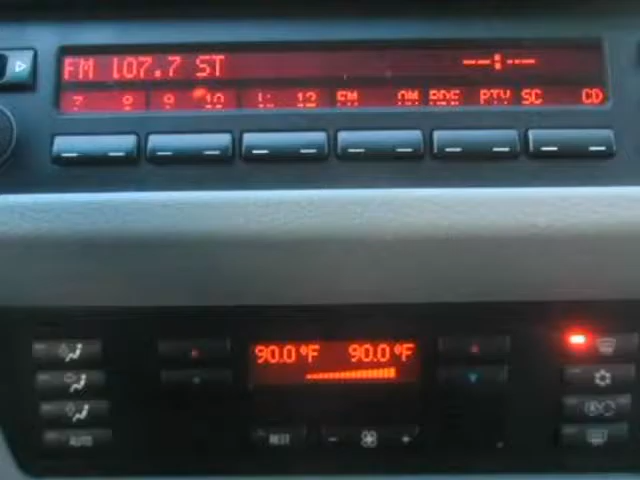 FM 107.7 ST --:--
7 8 9 10 11 12 FM AM RDS PTY SC CD
90.0 °F 90.0 °F
REST - +
AUTO